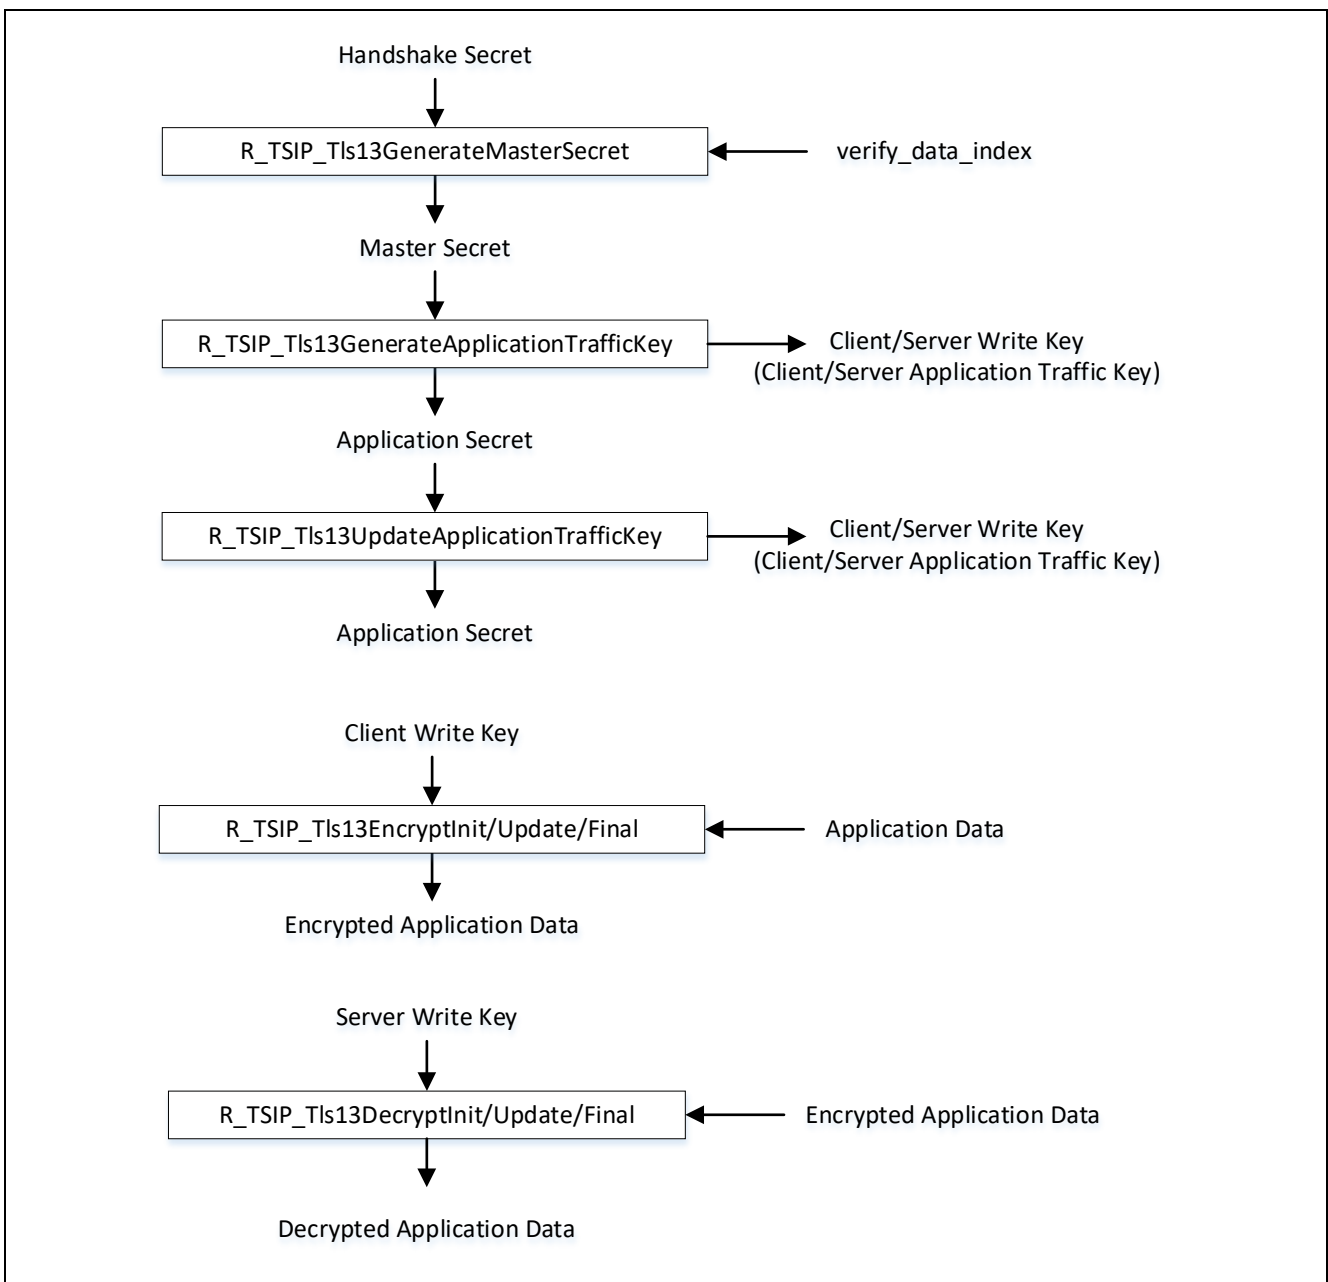 Handshake Secret
R_TSIP_Tls13GenerateMasterSecret
verify_data_index
Master Secret
R_TSIP_Tls13GenerateApplicationTrafficKey
Client/Server Write Key
(Client/Server Application Traffic Key)
Application Secret
R_TSIP_Tls13UpdateApplicationTrafficKey
Client/Server Write Key
(Client/Server Application Traffic Key)
Application Secret
Client Write Key
R_TSIP_Tls13EncryptInit/Update/Final
Application Data
Encrypted Application Data
Server Write Key
R_TSIP_Tls13DecryptInit/Update/Final
Encrypted Application Data
Decrypted Application Data